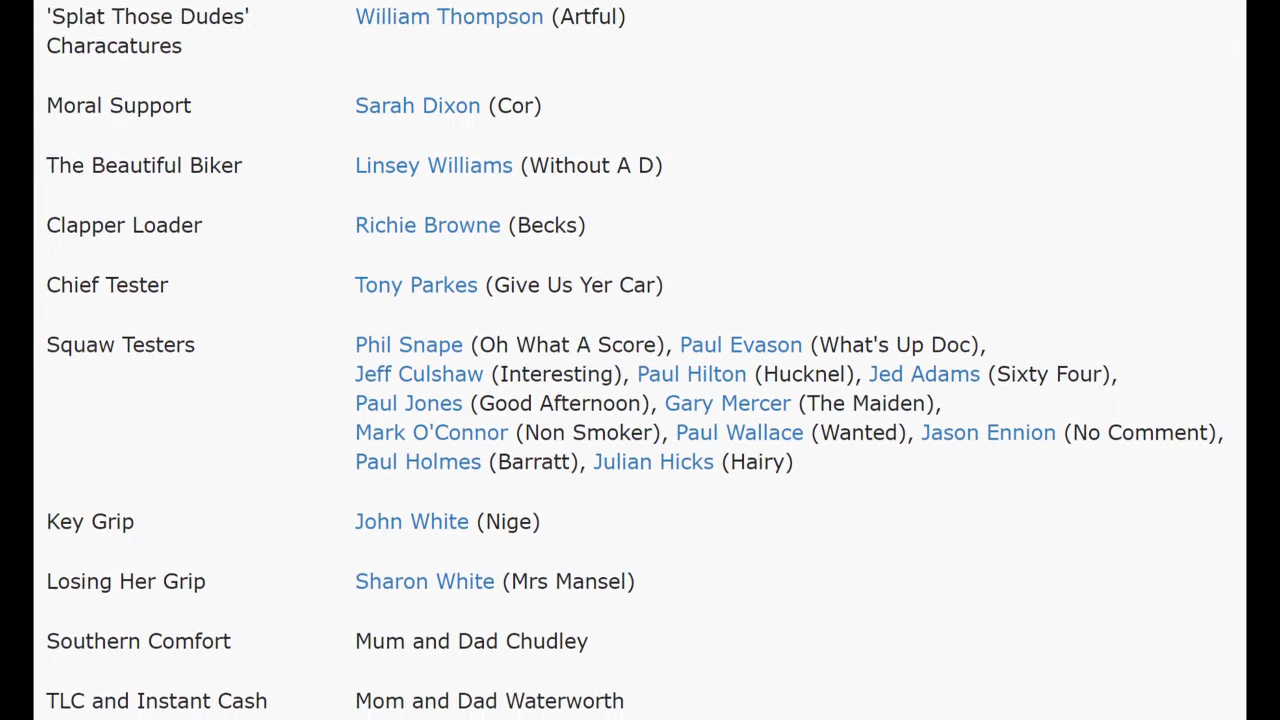 'Splat Those Dudes' William Thompson (Artful)
Characatures
Moral Support Sarah Dixon (Cor)
The Beautiful Biker Linsey Williams (Without A D)
Clapper Loader Richie Browne (Becks)
Chief Tester Tony Parkes (Give Us Yer Car)
Squaw Testers Phil Snape (Oh What A Score), Paul Evason (What's Up Doc),
Jeff Culshaw (Interesting), Paul Hilton (Hucknel), Jed Adams (Sixty Four),
Paul Jones (Good Afternoon), Gary Mercer (The Maiden),
Mark O'Connor (Non Smoker), Paul Wallace (Wanted), Jason Ennion (No Comment),
Paul Holmes (Barratt), Julian Hicks (Hairy)
Key Grip John White (Nige)
Losing Her Grip Sharon White (Mrs Mansel)
Southern Comfort Mum and Dad Chudley
TLC and Instant Cash Mom and Dad Waterworth